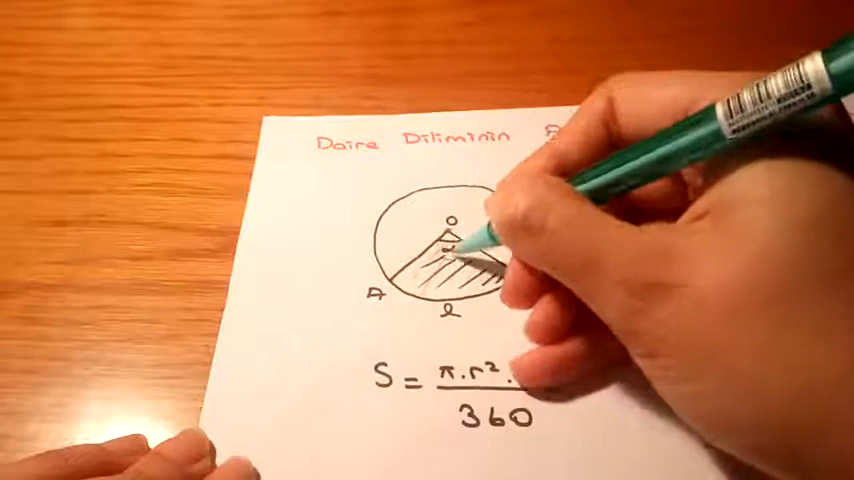 Daire Diliminin
O
A
l
S = π.r².
360